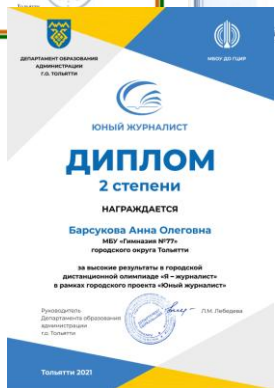 ДЕПАРТАМЕНТ ОБРАЗОВАНИЯ
АДМИНИСТРАЦИИ
Г.О. ТОЛЬЯТТИ
МБОУ ДО ГЦИР
ЮНЫЙ ЖУРНАЛИСТ
ДИПЛОМ
2 степени
НАГРАЖДАЕТСЯ
Барсукова Анна Олеговна
МБУ «Гимназия №77»
городского округа Тольятти
за высокие результаты в городской
дистанционной олимпиаде «Я – журналист»
в рамках городского проекта «Юный журналист»
Руководитель
Департамента образования
администрации
г.о. Тольятти
Л.М. Лебедева
Тольятти 2021